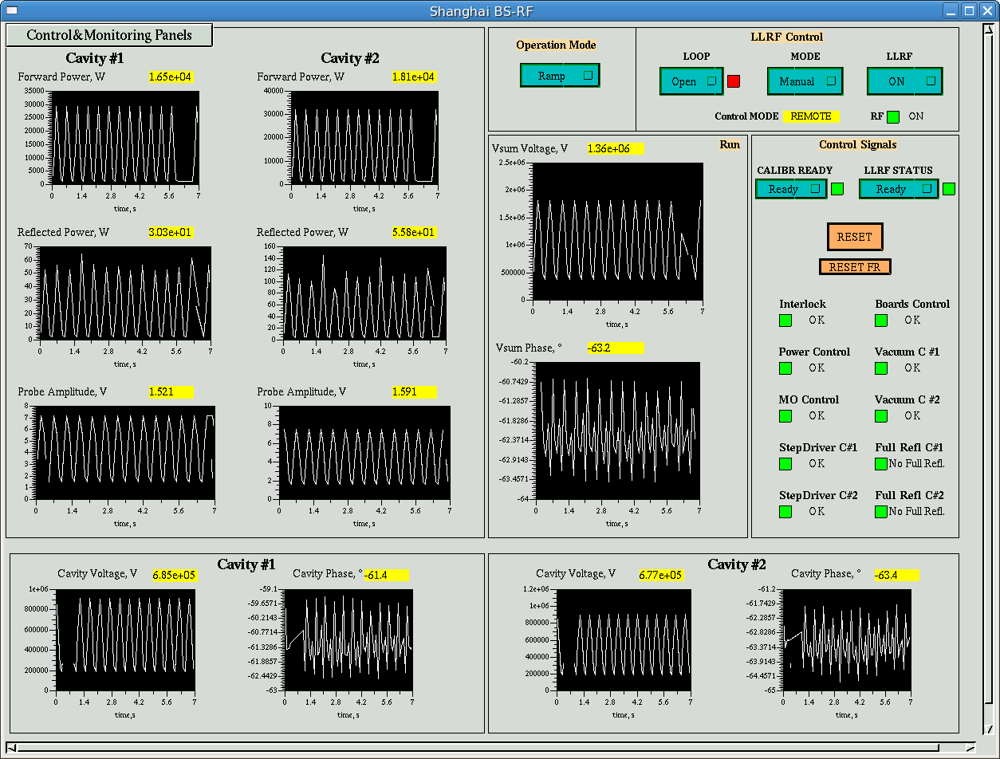 Shanghai BS-RF
Control&Monitoring Panels
Cavity #1
Forward Power, W 1.65e+04
35000
30000
25000
20000
15000
10000
5000
0
0 1.4 2.8 4.2 5.6 7
time, s
Cavity #2
Forward Power, W 1.81e+04
40000
30000
20000
10000
0
0 1.4 2.8 4.2 5.6 7
time, s
Reflected Power, W 3.03e+01
70
60
50
40
30
20
10
0
0 1.4 2.8 4.2 5.6 7
time, s
Reflected Power, W 5.58e+01
160
140
120
100
80
60
40
20
0
0 1.4 2.8 4.2 5.6 7
time, s
Probe Amplitude, V 1.521
8
7
6
5
4
3
2
1
0
0 1.4 2.8 4.2 5.6 7
time, s
Probe Amplitude, V 1.591
10
8
6
4
2
0
0 1.4 2.8 4.2 5.6 7
time, s
Operation Mode
Ramp
LLRF Control
LOOP MODE LLRF
Open Manual ON
Control MODE REMOTE RF ON
Vsum Voltage, V 1.36e+06 Run
2.5e+06
2e+06
1.5e+06
1e+06
500000
0
0 1.4 2.8 4.2 5.6 7
time, s
Vsum Phase, ° -63.2
-60.2
-60.7429
-61.2857
-61.8286
-62.3714
-62.9143
-63.4571
-64
0 1.4 2.8 4.2 5.6 7
time, s
Control Signals
CALIBR READY LLRF STATUS
Ready Ready
RESET
RESET FR
Interlock Boards Control
OK OK
Power Control Vacuum C #1
OK OK
MO Control Vacuum C #2
OK OK
StepDriver C#1 Full Refl C#1
OK No Full Refl.
StepDriver C#2 Full Refl C#2
OK No Full Refl.
Cavity #1
Cavity Voltage, V 6.85e+05
1e+06
800000
600000
400000
200000
0
0 1.4 2.8 4.2 5.6 7
time,s
Cavity Phase, ° -61.4
-59.1
-59.6571
-60.2143
-60.7714
-61.3286
-61.8857
-62.4429
-63
0 1.4 2.8 4.2 5.6 7
time,s
Cavity #2
Cavity Voltage, V 6.77e+05
1.2e+06
1e+06
800000
600000
400000
200000
0
0 1.4 2.8 4.2 5.6 7
time,s
Cavity Phase, ° -63.4
-61.2
-61.7429
-62.2857
-62.8286
-63.3714
-63.9143
-64.4571
-65
0 1.4 2.8 4.2 5.6 7
time,s